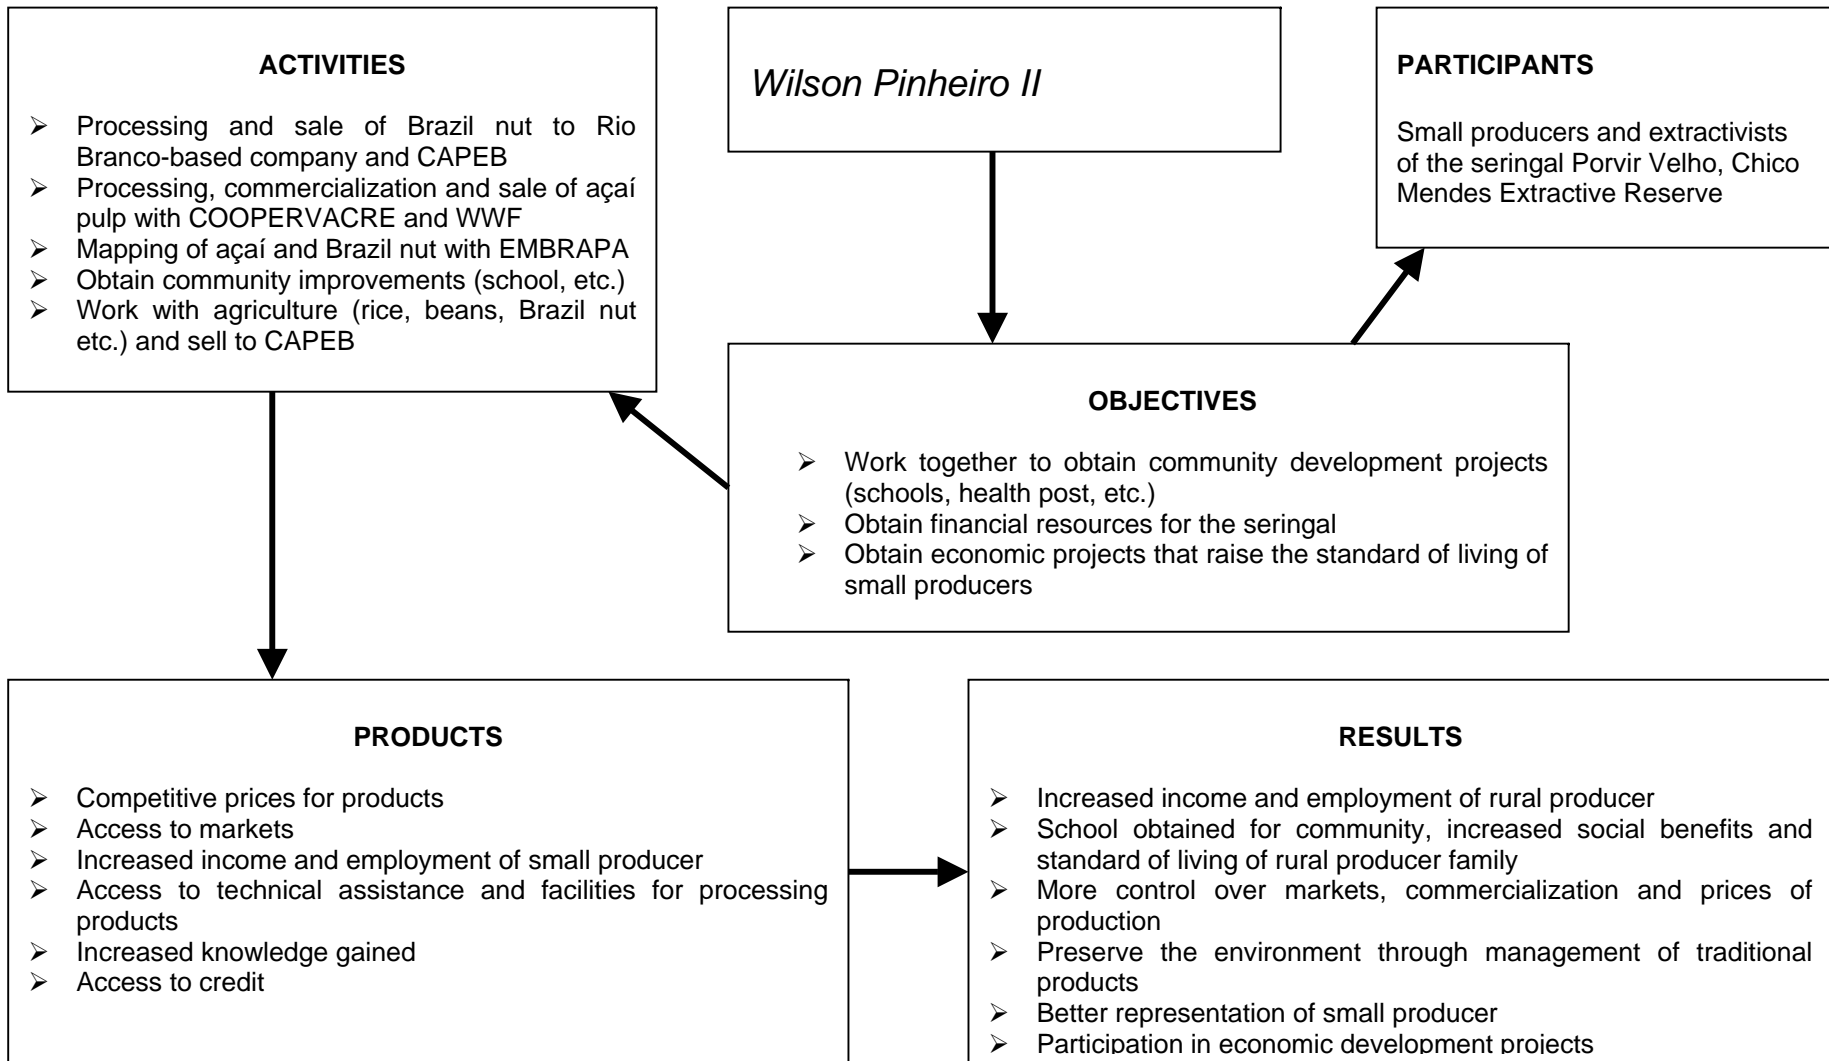 ACTIVITIES
➢ Processing and sale of Brazil nut to Rio
Branco-based company and CAPEB
➢ Processing, commercialization and sale of açaí
pulp with COOPERVACRE and WWF
➢ Mapping of açaí and Brazil nut with EMBRAPA
➢ Obtain community improvements (school, etc.)
➢ Work with agriculture (rice, beans, Brazil nut
etc.) and sell to CAPEB
Wilson Pinheiro II
PARTICIPANTS
Small producers and extractivists
of the seringal Porvir Velho, Chico
Mendes Extractive Reserve
OBJECTIVES
➢ Work together to obtain community development projects
(schools, health post, etc.)
➢ Obtain financial resources for the seringal
➢ Obtain economic projects that raise the standard of living of
small producers
PRODUCTS
➢ Competitive prices for products
➢ Access to markets
➢ Increased income and employment of small producer
➢ Access to technical assistance and facilities for processing
products
➢ Increased knowledge gained
➢ Access to credit
RESULTS
➢ Increased income and employment of rural producer
➢ School obtained for community, increased social benefits and
standard of living of rural producer family
➢ More control over markets, commercialization and prices of
production
➢ Preserve the environment through management of traditional
products
➢ Better representation of small producer
➢ Participation in economic development projects